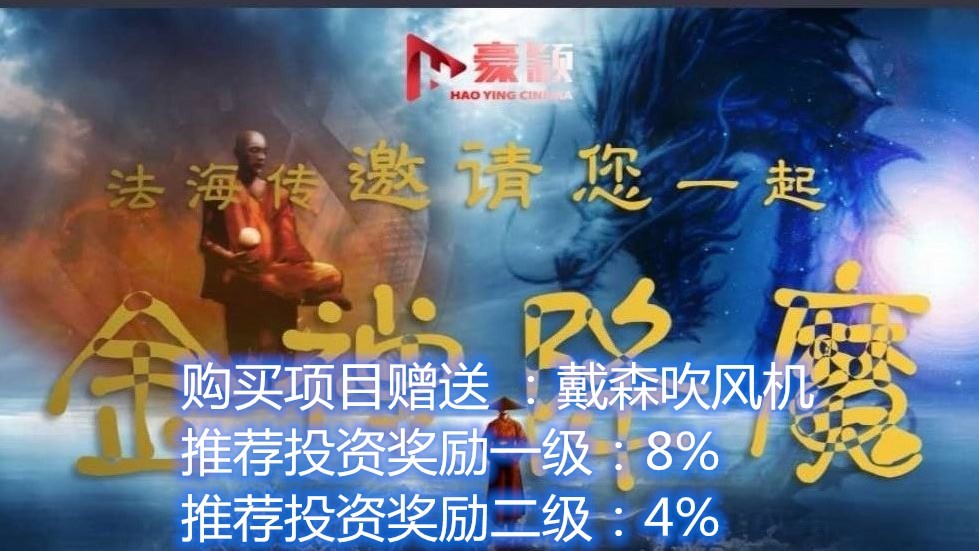 豪颖
HAO YING CINEMA
法海传邀请您一起
金禅降魔
购买项目赠送 ：戴森吹风机
推荐投资奖励一级：8%
推荐投资奖励二级：4%